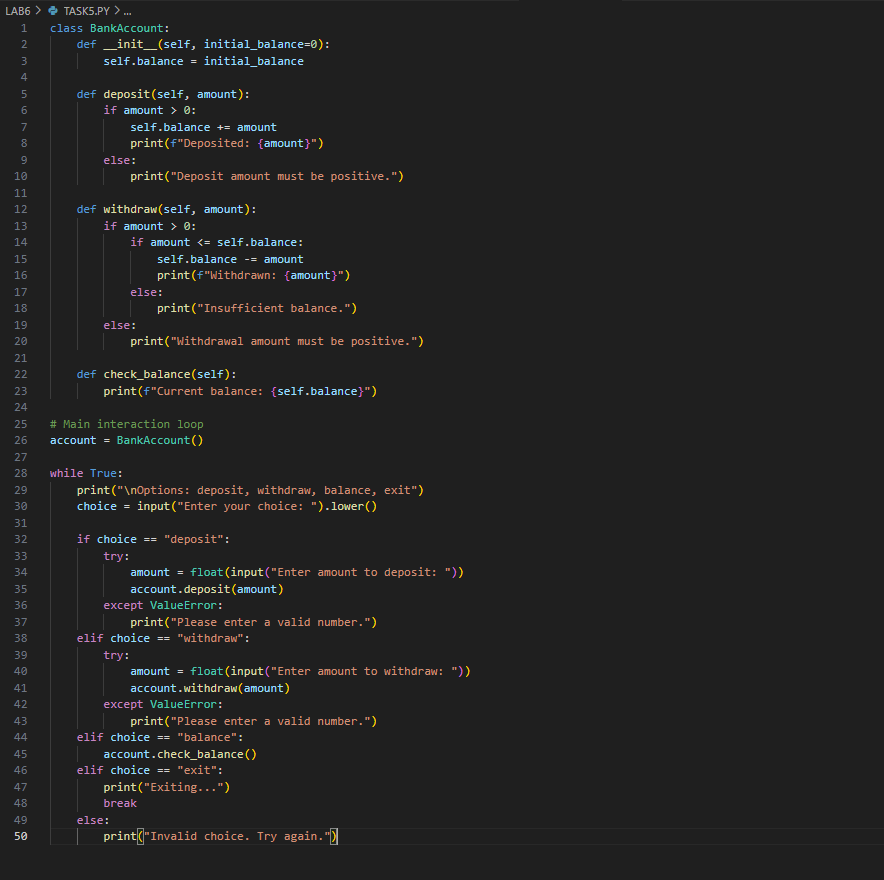 LAB6 > TASK5.PY > ...
1 class BankAccount:
2     def __init__(self, initial_balance=0):
3         self.balance = initial_balance
4
5     def deposit(self, amount):
6         if amount > 0:
7             self.balance += amount
8             print(f"Deposited: {amount}")
9         else:
10             print("Deposit amount must be positive.")
11
12     def withdraw(self, amount):
13         if amount > 0:
14             if amount <= self.balance:
15                 self.balance -= amount
16                 print(f"Withdrawn: {amount}")
17             else:
18                 print("Insufficient balance.")
19         else:
20             print("Withdrawal amount must be positive.")
21
22     def check_balance(self):
23         print(f"Current balance: {self.balance}")
24
25 # Main interaction loop
26 account = BankAccount()
27
28 while True:
29     print("\nOptions: deposit, withdraw, balance, exit")
30     choice = input("Enter your choice: ").lower()
31
32     if choice == "deposit":
33         try:
34             amount = float(input("Enter amount to deposit: "))
35             account.deposit(amount)
36         except ValueError:
37             print("Please enter a valid number.")
38     elif choice == "withdraw":
39         try:
40             amount = float(input("Enter amount to withdraw: "))
41             account.withdraw(amount)
42         except ValueError:
43             print("Please enter a valid number.")
44     elif choice == "balance":
45         account.check_balance()
46     elif choice == "exit":
47         print("Exiting...")
48         break
49     else:
50         print("Invalid choice. Try again.")